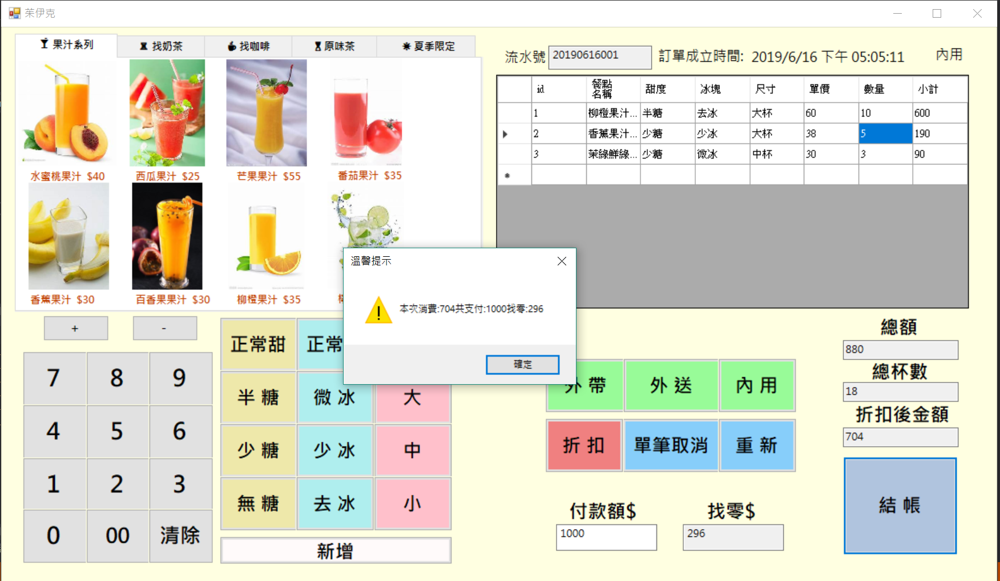 茉伊克
果汁系列
找奶茶
找咖啡
原味茶
夏季限定
水蜜桃果汁 $40
西瓜果汁 $25
芒果果汁 $55
番茄果汁 $35
香蕉果汁 $30
百香果果汁 $30
柳橙果汁 $35
流水號 20190616001 訂單成立時間: 2019/6/16 下午 05:05:11 內用
id 餐點名稱 甜度 冰塊 尺寸 單價 數量 小計
1 柳橙果汁... 半糖 去冰 大杯 60 10 600
2 香蕉果汁... 少糖 少冰 大杯 38 5 190
3 茉綠鮮綠... 少糖 微冰 中杯 30 3 90
溫馨提示
本次消費:704共支付:1000找零:296
確定
+ -
7 8 9
4 5 6
1 2 3
0 00 清除
正常甜 正常
半 糖 微 冰 大
少 糖 少 冰 中
無 糖 去 冰 小
新增
外 帶 外 送 內 用
折 扣 單筆取消 重 新
付款額$ 找零$
1000 296
總額
880
總杯數
18
折扣後金額
704
結 帳